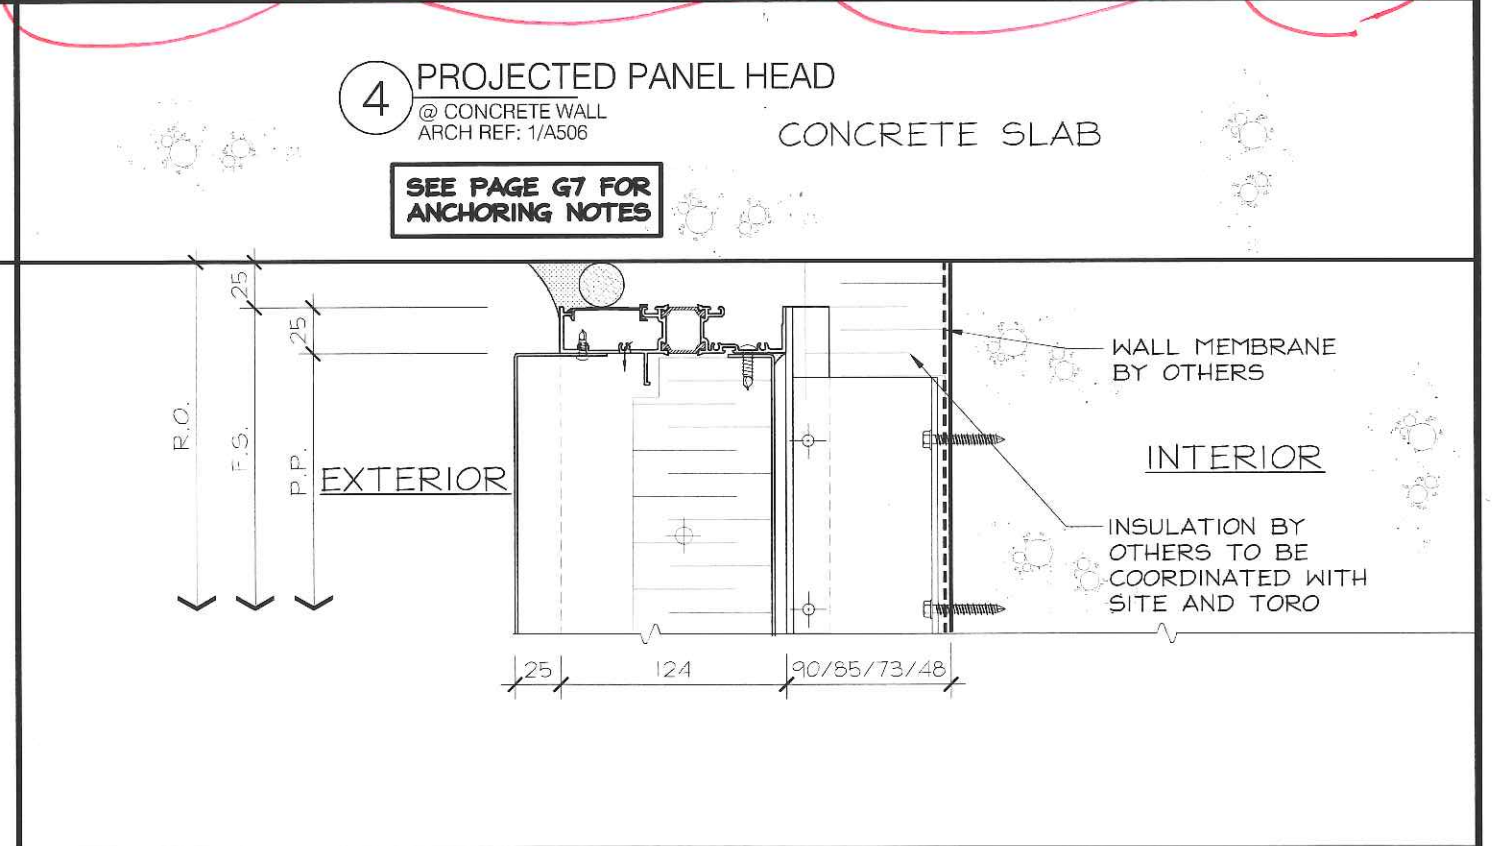 4
PROJECTED PANEL HEAD
@ CONCRETE WALL
ARCH REF: 1/A506
CONCRETE SLAB
SEE PAGE G7 FOR
ANCHORING NOTES
25
25
R.O.
F.S.
P.P.
EXTERIOR
WALL MEMBRANE
BY OTHERS
INTERIOR
INSULATION BY
OTHERS TO BE
COORDINATED WITH
SITE AND TORO
25
124
90/85/73/48